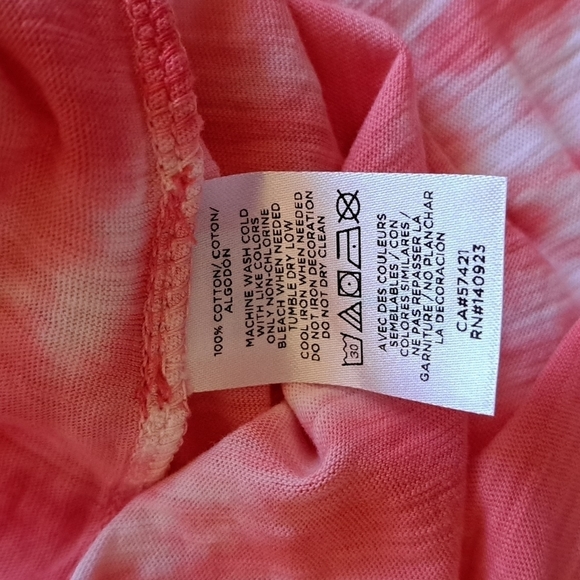 100% COTTON/COTON/
ALGODON
MACHINE WASH COLD
WITH LIKE COLORS
ONLY NON-CHLORINE
BLEACH WHEN NEEDED
TUMBLE DRY LOW
COOL IRON WHEN NEEDED
DO NOT IRON DECORATION
DO NOT DRY CLEAN
30
AVEC DES COULEURS
SEMBLABLES/CON
COLORES SIMILARES/
NE PAS REPASSER LA
GARNITURE/NO PLANCHAR
LA DECORACIÓN
CA#57421
RN#140923